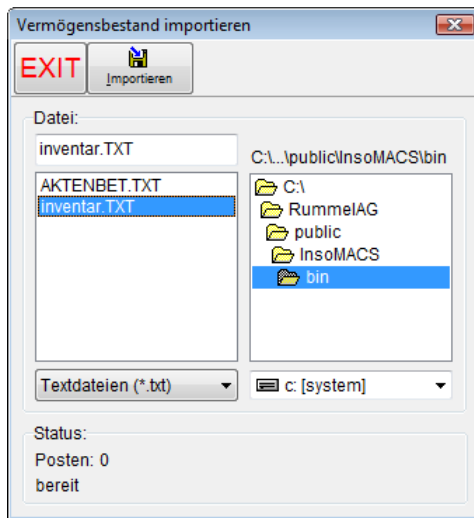 Vermögensbestand importieren
EXIT
Importieren
Datei:
inventar.TXT
C:\...\public\InsoMACS\bin
AKTENBET.TXT
inventar.TXT
C:\
RummelAG
public
InsoMACS
bin
Textdateien (*.txt)
c: [system]
Status:
Posten: 0
bereit